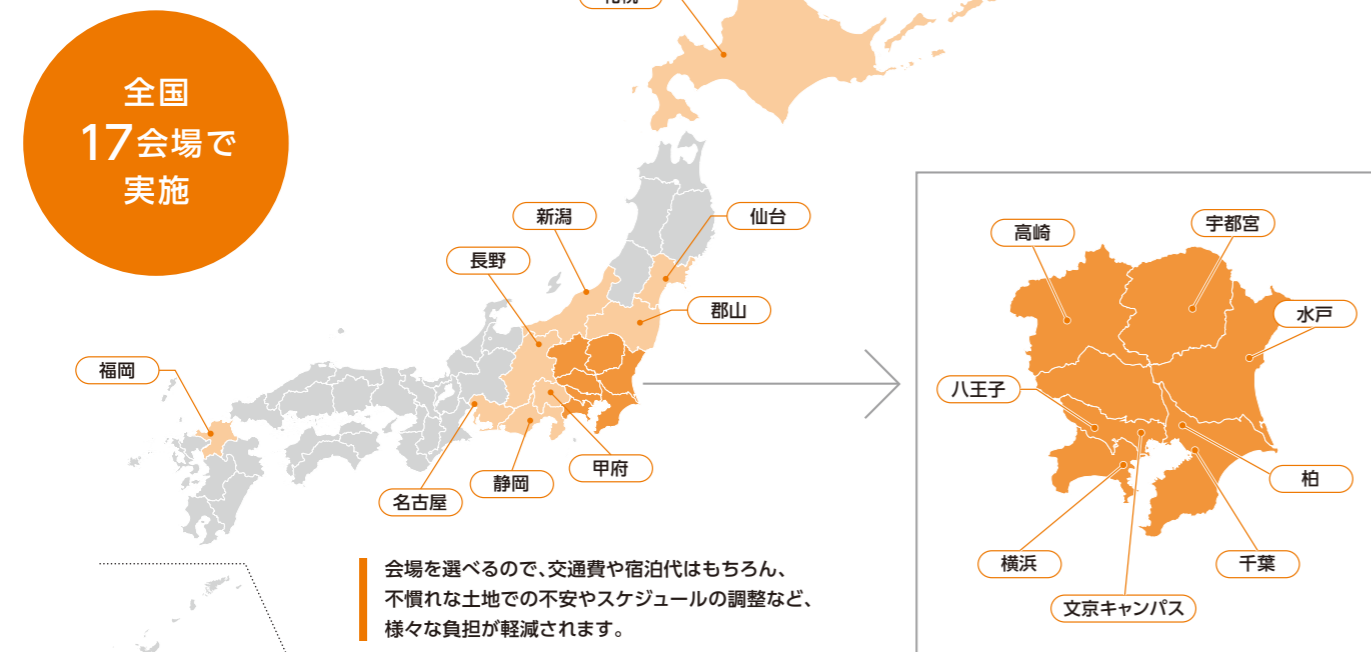 全国
17会場で
実施
新潟
仙台
長野
郡山
福岡
甲府
静岡
名古屋
会場を選べるので、交通費や宿泊代はもちろん、
不慣れな土地での不安やスケジュールの調整など、
様々な負担が軽減されます。
高崎
宇都宮
水戸
八王子
柏
横浜
千葉
文京キャンパス